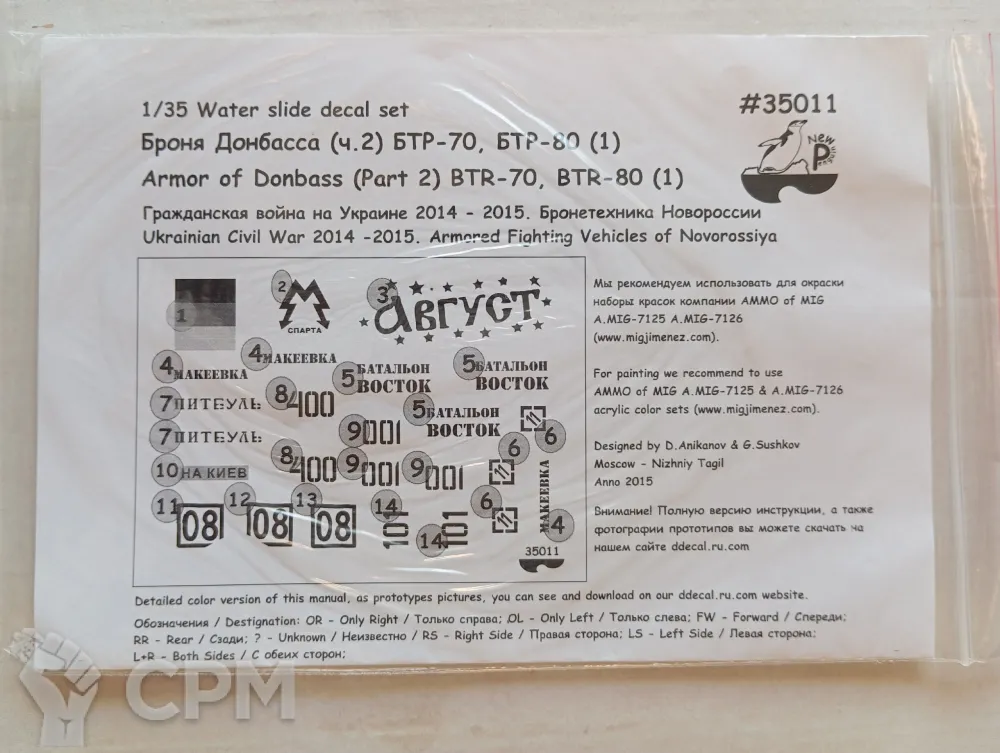 1/35 Water slide decal set
#35011
Броня Донбасса (ч.2) БТР-70, БТР-80 (1)
Armor of Donbass (Part 2) BTR-70, BTR-80 (1)
New
P
Гражданская война на Украине 2014 - 2015. Бронетехника Новороссии
Ukrainian Civil War 2014 -2015. Armored Fighting Vehicles of Novorossiya
1
2
СПАРТА
3
АВГУСТ
4 МАКЕЕВКА
4 МАКЕЕВКА
5 БАТАЛЬОН
ВОСТОК
5 БАТАЛЬОН
ВОСТОК
7 ПИТБУЛЬ
8 400
5 БАТАЛЬОН
ВОСТОК
7 ПИТБУЛЬ
9 001
6
6
10 НА КИЕВ
8 400
9 001
9 001
МАКЕЕВКА
4
11 08
12 08
13 08
14 101
14 101
6
35011
Мы рекомендуем использовать для окраски
наборы красок компании AMMO of MIG
A.MIG-7125 A.MIG-7126
(www.migjimenez.com).
For painting we recommend to use
AMMO of MIG A.MIG-7125 & A.MIG-7126
acrylic color sets (www.migjimenez.com).
Designed by D.Anikanov & G.Sushkov
Moscow - Nizhniy Tagil
Anno 2015
Внимание! Полную версию инструкции, а также
фотографии прототипов вы можете скачать на
нашем сайте ddecal.ru.com
Detailed color version of this manual, as prototypes pictures, you can see and download on our ddecal.ru.com website.
Обозначения / Destignation: OR - Only Right / Только справа; OL - Only Left / Только слева; FW - Forward / Спереди;
RR - Rear / Сзади; ? - Unknown / Неизвестно / RS - Right Side / Правая сторона; LS - Left Side / Левая сторона;
L+R - Both Sides / С обеих сторон;
СРМ